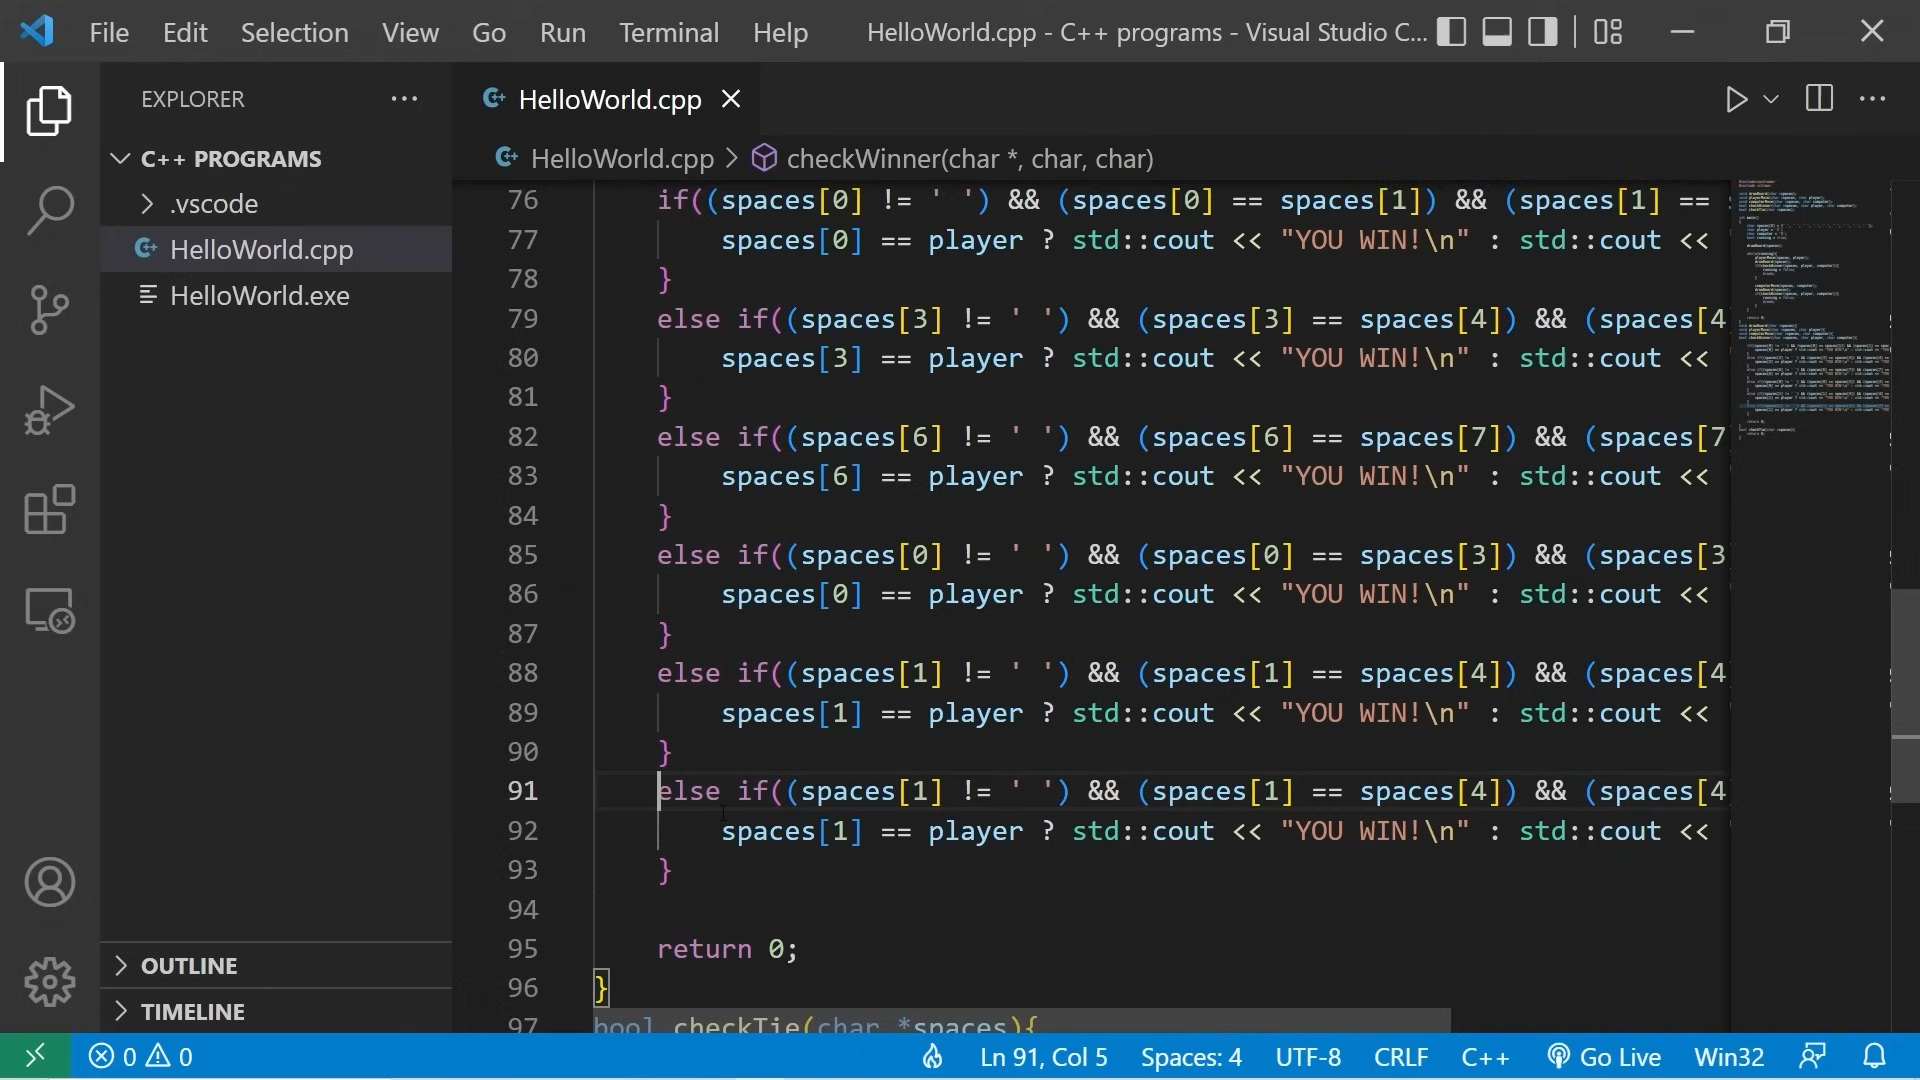 File Edit Selection View Go Run Terminal Help HelloWorld.cpp - C++ programs - Visual Studio C...
EXPLORER
C++ PROGRAMS
.vscode
HelloWorld.cpp
HelloWorld.exe
OUTLINE
TIMELINE
HelloWorld.cpp
HelloWorld.cpp > checkWinner(char *, char, char)
76 if((spaces[0] != ' ') && (spaces[0] == spaces[1]) && (spaces[1] ==
77 spaces[0] == player ? std::cout << "YOU WIN!\n" : std::cout <<
78 }
79 else if((spaces[3] != ' ') && (spaces[3] == spaces[4]) && (spaces[4
80 spaces[3] == player ? std::cout << "YOU WIN!\n" : std::cout <<
81 }
82 else if((spaces[6] != ' ') && (spaces[6] == spaces[7]) && (spaces[7
83 spaces[6] == player ? std::cout << "YOU WIN!\n" : std::cout <<
84 }
85 else if((spaces[0] != ' ') && (spaces[0] == spaces[3]) && (spaces[3
86 spaces[0] == player ? std::cout << "YOU WIN!\n" : std::cout <<
87 }
88 else if((spaces[1] != ' ') && (spaces[1] == spaces[4]) && (spaces[4
89 spaces[1] == player ? std::cout << "YOU WIN!\n" : std::cout <<
90 }
91 else if((spaces[1] != ' ') && (spaces[1] == spaces[4]) && (spaces[4
92 spaces[1] == player ? std::cout << "YOU WIN!\n" : std::cout <<
93 }
94
95 return 0;
96 }
97 bool checkTie(char *spaces){
0 0 Ln 91, Col 5 Spaces: 4 UTF-8 CRLF C++ Go Live Win32